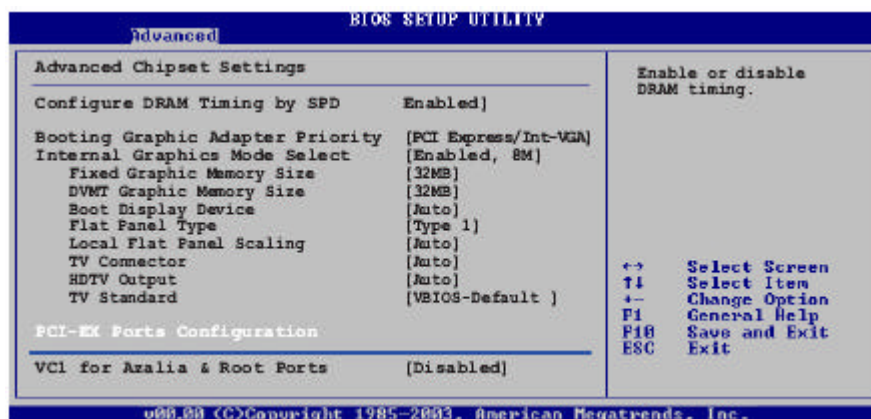 BIOS SETUP UTILITY
Advanced
Advanced Chipset Settings
Configure DRAM Timing by SPD Enabled]
Booting Graphic Adapter Priority [PCI Express/Int-VGA]
Internal Graphics Mode Select [Enabled, 8M]
Fixed Graphic Memory Size [32MB]
DVMT Graphic Memory Size [32MB]
Boot Display Device [Auto]
Flat Panel Type [Type 1]
Local Flat Panel Scaling [Auto]
TV Connector [Auto]
HDTV Output [Auto]
TV Standard [VBIOS-Default ]
PCI-EX Ports Configuration
VC1 for Azalia & Root Ports [Disabled]
Enable or disable
DRAM timing.
←→ Select Screen
↑↓ Select Item
+- Change Option
F1 General Help
F10 Save and Exit
ESC Exit
v00.00 (C)Copyright 1985-2003, American Megatrends, Inc.